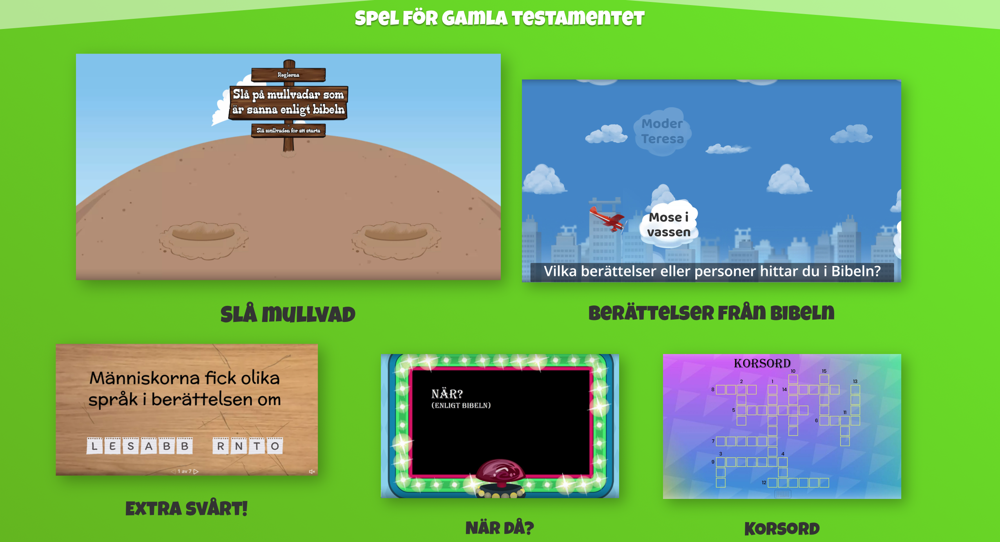 Spel för Gamla Testamentet
Reglerna
Slå på mullvadar som
är sanna enligt bibeln
Slå mullvaden för att starta
Moder
Teresa
Mose i
vassen
Vilka berättelser eller personer hittar du i Bibeln?
Slå mullvad
Berättelser från Bibeln
Människorna fick olika
språk i berättelsen om
L E S A B B R N T O
1 av 7
Extra svårt!
NÄR?
(ENLIGT BIBELN)
När då?
KORSORD
10 15
2 1 13
8 14
5 11
6
7
3 4
9
12
Korsord